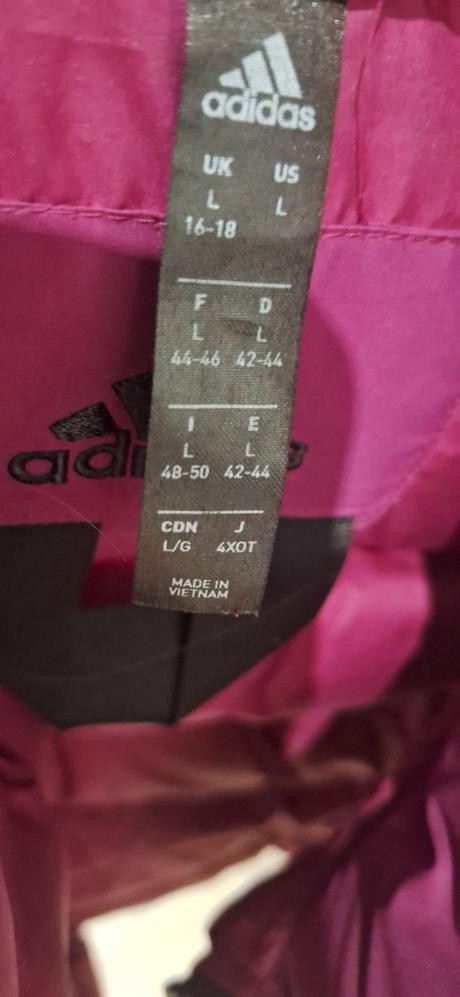 adidas
UK US
L L
16-18
F D
L L
44-46 42-44
I E
L L
48-50 42-44
CDN J
L/G 4XOT
MADE IN
VIETNAM